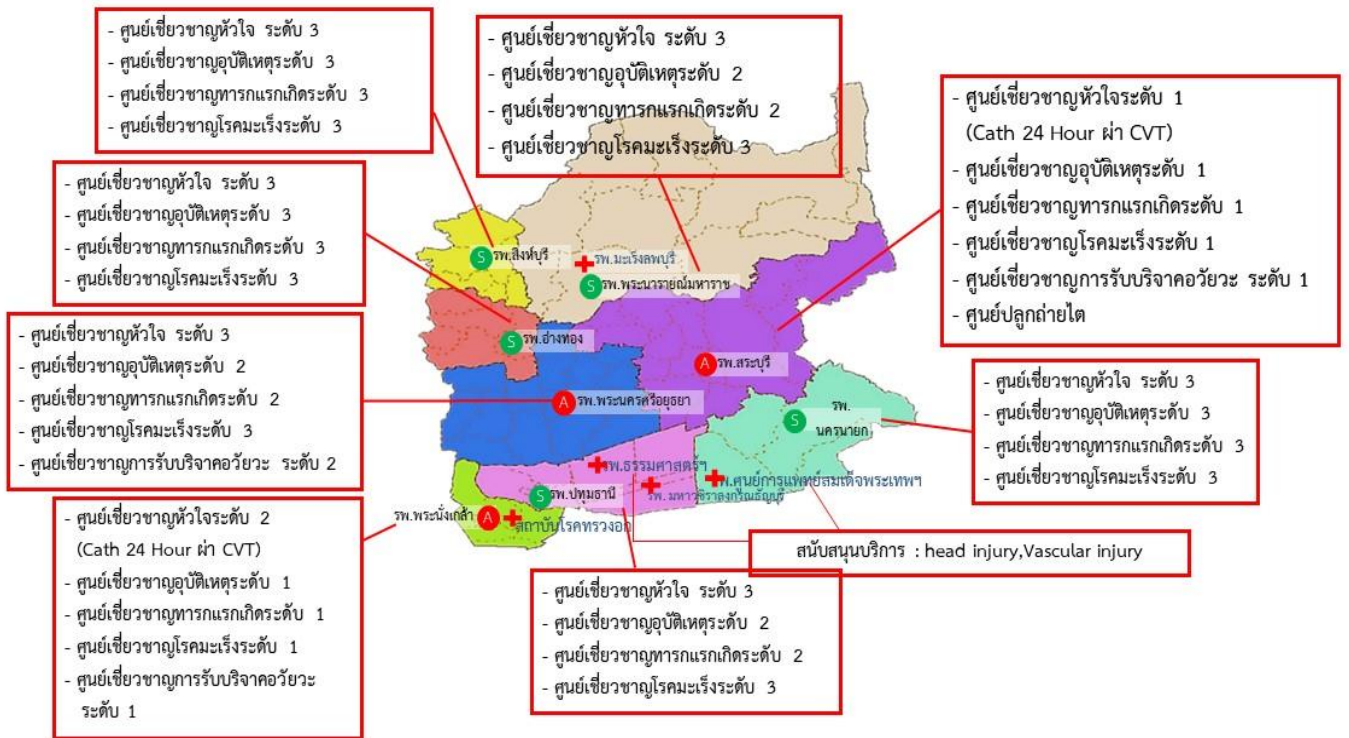 - ศูนย์เชี่ยวชาญหัวใจ ระดับ 3
- ศูนย์เชี่ยวชาญอุบัติเหตุระดับ 3
- ศูนย์เชี่ยวชาญทารกแรกเกิดระดับ 3
- ศูนย์เชี่ยวชาญโรคมะเร็งระดับ 3
- ศูนย์เชี่ยวชาญหัวใจ ระดับ 3
- ศูนย์เชี่ยวชาญอุบัติเหตุระดับ 2
- ศูนย์เชี่ยวชาญทารกแรกเกิดระดับ 2
- ศูนย์เชี่ยวชาญโรคมะเร็งระดับ 3
- ศูนย์เชี่ยวชาญหัวใจระดับ 1
(Cath 24 Hour ผ่า CVT)
- ศูนย์เชี่ยวชาญอุบัติเหตุระดับ 1
- ศูนย์เชี่ยวชาญทารกแรกเกิดระดับ 1
- ศูนย์เชี่ยวชาญโรคมะเร็งระดับ 1
- ศูนย์เชี่ยวชาญการรับบริจาคอวัยวะ ระดับ 1
- ศูนย์ปลูกถ่ายไต
- ศูนย์เชี่ยวชาญหัวใจ ระดับ 3
- ศูนย์เชี่ยวชาญอุบัติเหตุระดับ 3
- ศูนย์เชี่ยวชาญทารกแรกเกิดระดับ 3
- ศูนย์เชี่ยวชาญโรคมะเร็งระดับ 3
S รพ.สิงห์บุรี
รพ.มะเร็งลพบุรี
S รพ.พระนารายณ์มหาราช
S รพ.อ่างทอง
A รพ.สระบุรี
A รพ.พระนครศรีอยุธยา
S รพ.
นครนายก
- ศูนย์เชี่ยวชาญหัวใจ ระดับ 3
- ศูนย์เชี่ยวชาญอุบัติเหตุระดับ 2
- ศูนย์เชี่ยวชาญทารกแรกเกิดระดับ 2
- ศูนย์เชี่ยวชาญโรคมะเร็งระดับ 3
- ศูนย์เชี่ยวชาญการรับบริจาคอวัยวะ ระดับ 2
- ศูนย์เชี่ยวชาญหัวใจ ระดับ 3
- ศูนย์เชี่ยวชาญอุบัติเหตุระดับ 3
- ศูนย์เชี่ยวชาญทารกแรกเกิดระดับ 3
- ศูนย์เชี่ยวชาญโรคมะเร็งระดับ 3
รพ.ธรรมศาสตร์ฯ
รพ.ศูนย์การแพทย์สมเด็จพระเทพฯ
รพ. มหาวชิราลงกรณธัญบุรี
S รพ.ปทุมธานี
รพ.พระนั่งเกล้า A
สถาบันโรคทรวงอก
- ศูนย์เชี่ยวชาญหัวใจระดับ 2
(Cath 24 Hour ผ่า CVT)
- ศูนย์เชี่ยวชาญอุบัติเหตุระดับ 1
- ศูนย์เชี่ยวชาญทารกแรกเกิดระดับ 1
- ศูนย์เชี่ยวชาญโรคมะเร็งระดับ 1
- ศูนย์เชี่ยวชาญการรับบริจาคอวัยวะ
ระดับ 1
สนับสนุนบริการ : head injury,Vascular injury
- ศูนย์เชี่ยวชาญหัวใจ ระดับ 3
- ศูนย์เชี่ยวชาญอุบัติเหตุระดับ 2
- ศูนย์เชี่ยวชาญทารกแรกเกิดระดับ 2
- ศูนย์เชี่ยวชาญโรคมะเร็งระดับ 3